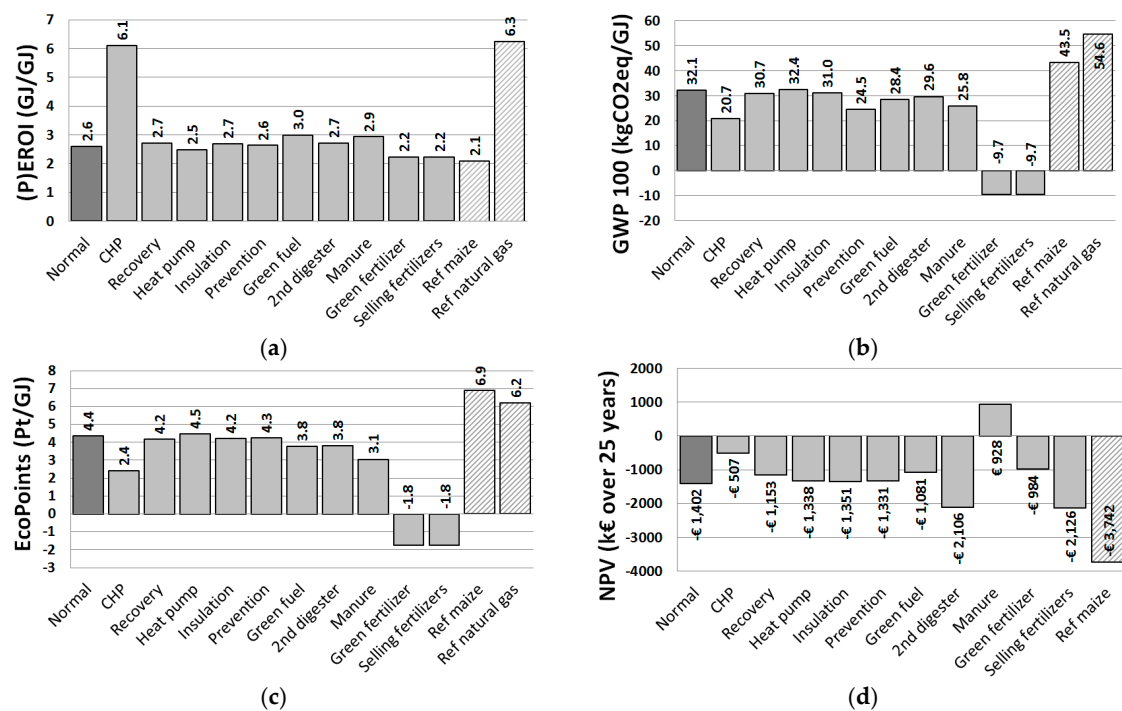 (P)EROI (GJ/GJ)
7
6
5
4
3
2
1
0
2.6
6.1
2.7
2.5
2.7
2.6
3.0
2.7
2.9
2.2
2.2
2.1
6.3
Normal
CHP
Recovery
Heat pump
Insulation
Prevention
Green fuel
2nd digester
Manure
Green fertilizer
Selling fertilizers
Ref maize
Ref natural gas
(a)
GWP 100 (kgCO2eq/GJ)
60
50
40
30
20
10
0
-10
-20
32.1
20.7
30.7
32.4
31.0
24.5
28.4
29.6
25.8
-9.7
-9.7
43.5
54.6
Normal
CHP
Recovery
Heat pump
Insulation
Prevention
Green fuel
2nd digester
Manure
Green fertilizer
Selling fertilizers
Ref maize
Ref natural gas
(b)
EcoPoints (Pt/GJ)
8
7
6
5
4
3
2
1
0
-1
-2
-3
4.4
2.4
4.2
4.5
4.2
4.3
3.8
3.8
3.1
-1.8
-1.8
6.9
6.2
Normal
CHP
Recovery
Heat pump
Insulation
Prevention
Green fuel
2nd digester
Manure
Green fertilizer
Selling fertilizers
Ref maize
Ref natural gas
(c)
NPV (k€ over 25 years)
2000
1000
0
-1000
-2000
-3000
-4000
-€ 1,402
-€ 507
-€ 1,153
-€ 1,338
-€ 1,351
-€ 1,331
-€ 1,081
-€ 2,106
€ 928
-€ 984
-€ 2,126
-€ 3,742
Normal
CHP
Recovery
Heat pump
Insulation
Prevention
Green fuel
2nd digester
Manure
Green fertilizer
Selling fertilizers
Ref maize
(d)